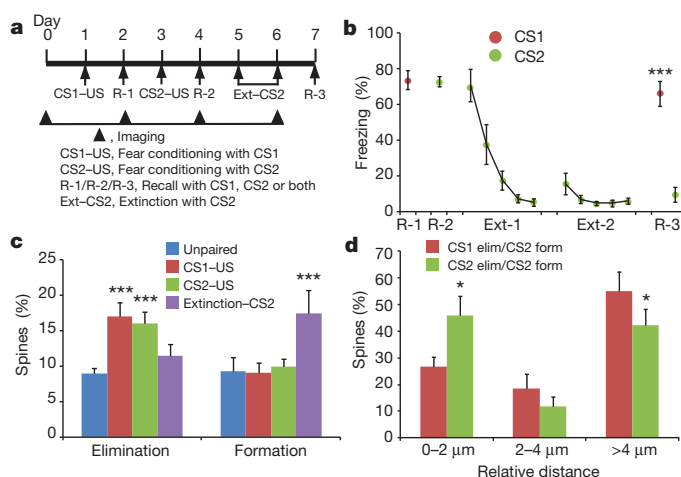 a
Day
0 1 2 3 4 5 6 7
CS1–US R-1 CS2–US R-2 Ext–CS2 R-3
▲, Imaging
CS1–US, Fear conditioning with CS1
CS2–US, Fear conditioning with CS2
R-1/R-2/R-3, Recall with CS1, CS2 or both
Ext–CS2, Extinction with CS2
b
CS1
CS2
***
Freezing (%)
100
80
60
40
20
0
R-1 R-2 Ext-1 Ext-2 R-3
c
Unpaired
CS1–US
CS2–US
Extinction–CS2
*** *** ***
Spines (%)
25
20
15
10
5
0
Elimination Formation
d
CS1 elim/CS2 form
CS2 elim/CS2 form
* *
Spines (%)
70
60
50
40
30
20
10
0
0–2 μm 2–4 μm >4 μm
Relative distance